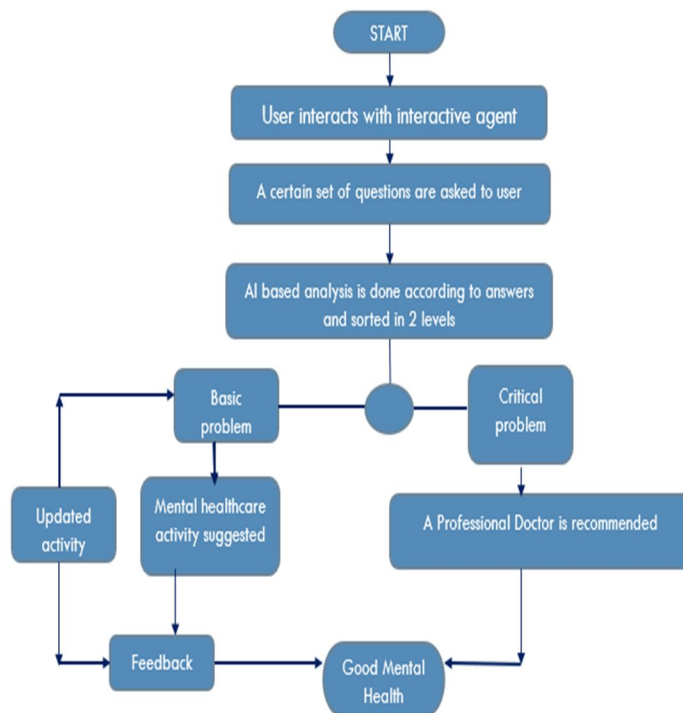 START
User interacts with interactive agent
A certain set of questions are asked to user
AI based analysis is done according to answers
and sorted in 2 levels
Basic
problem
Critical
problem
Updated
activity
Mental healthcare
activity suggested
A Professional Doctor is recommended
Feedback
Good Mental
Health